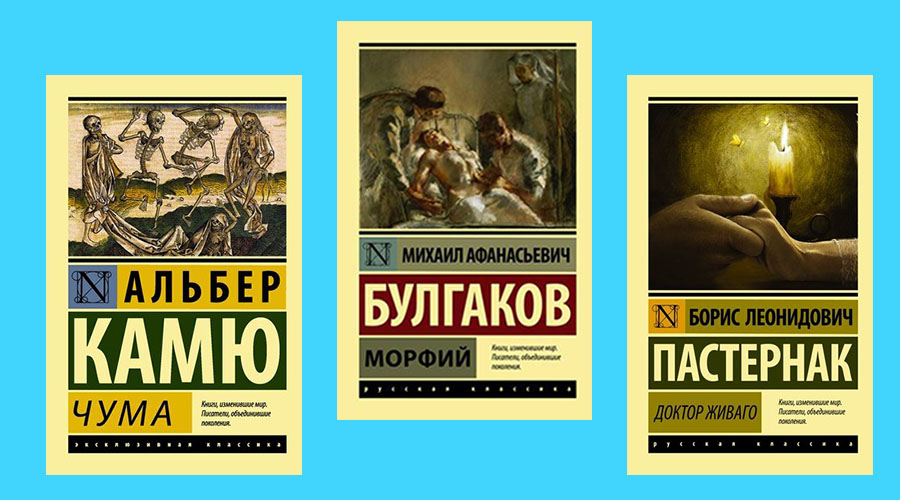 N АЛЬБЕР
КАМЮ
ЧУМА
Книги, изменившие мир.
Писатели, объединившие
поколения.
эксклюзивная классика
N МИХАИЛ АФАНАСЬЕВИЧ
БУЛГАКОВ
МОРФИЙ
Книги, изменившие мир.
Писатели, объединившие
поколения.
русская классика
N БОРИС ЛЕОНИДОВИЧ
ПАСТЕРНАК
ДОКТОР ЖИВАГО
Книги, изменившие мир.
Писатели, объединившие
поколения.
русская классика